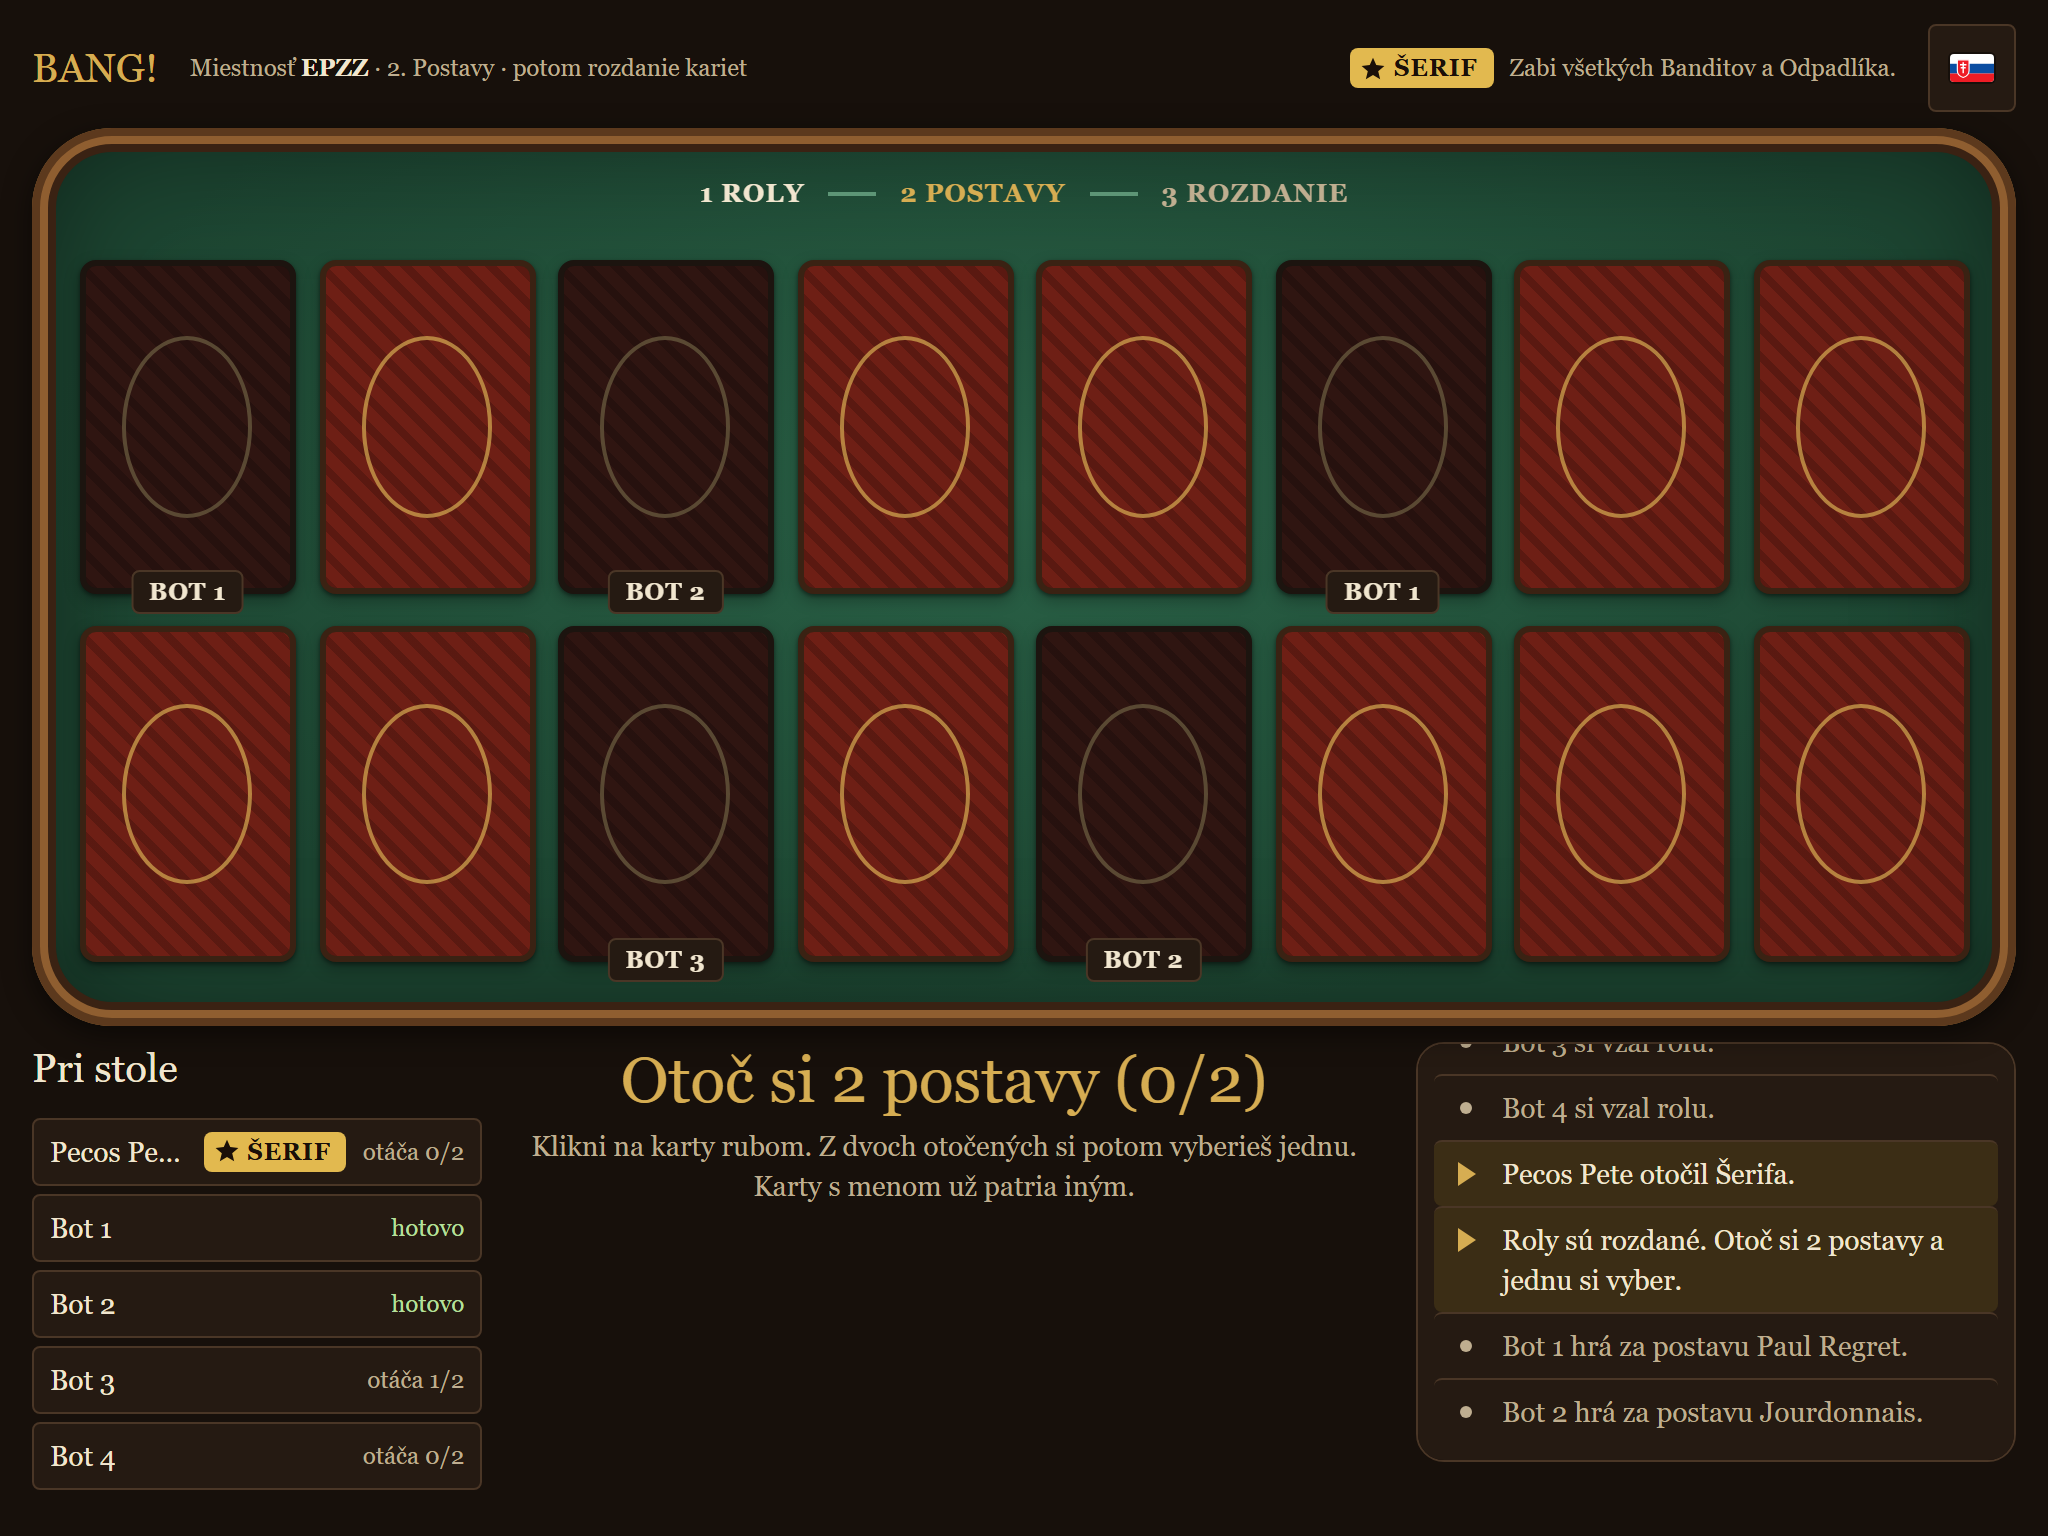 BANG!
Miestnosť EPZZ · 2. Postavy · potom rozdanie kariet
ŠERIF
Zabi všetkých Banditov a Odpadlíka.
1 ROLY
2 POSTAVY
3 ROZDANIE
BOT 1
BOT 2
BOT 1
BOT 3
BOT 2
Pri stole
Pecos Pe... ŠERIF otáča 0/2
Bot 1 hotovo
Bot 2 hotovo
Bot 3 otáča 1/2
Bot 4 otáča 0/2
Otoč si 2 postavy (0/2)
Klikni na karty rubom. Z dvoch otočených si potom vyberieš jednu.
Karty s menom už patria iným.
Bot 3 si vzal rolu.
Bot 4 si vzal rolu.
Pecos Pete otočil Šerifa.
Roly sú rozdané. Otoč si 2 postavy a
jednu si vyber.
Bot 1 hrá za postavu Paul Regret.
Bot 2 hrá za postavu Jourdonnais.